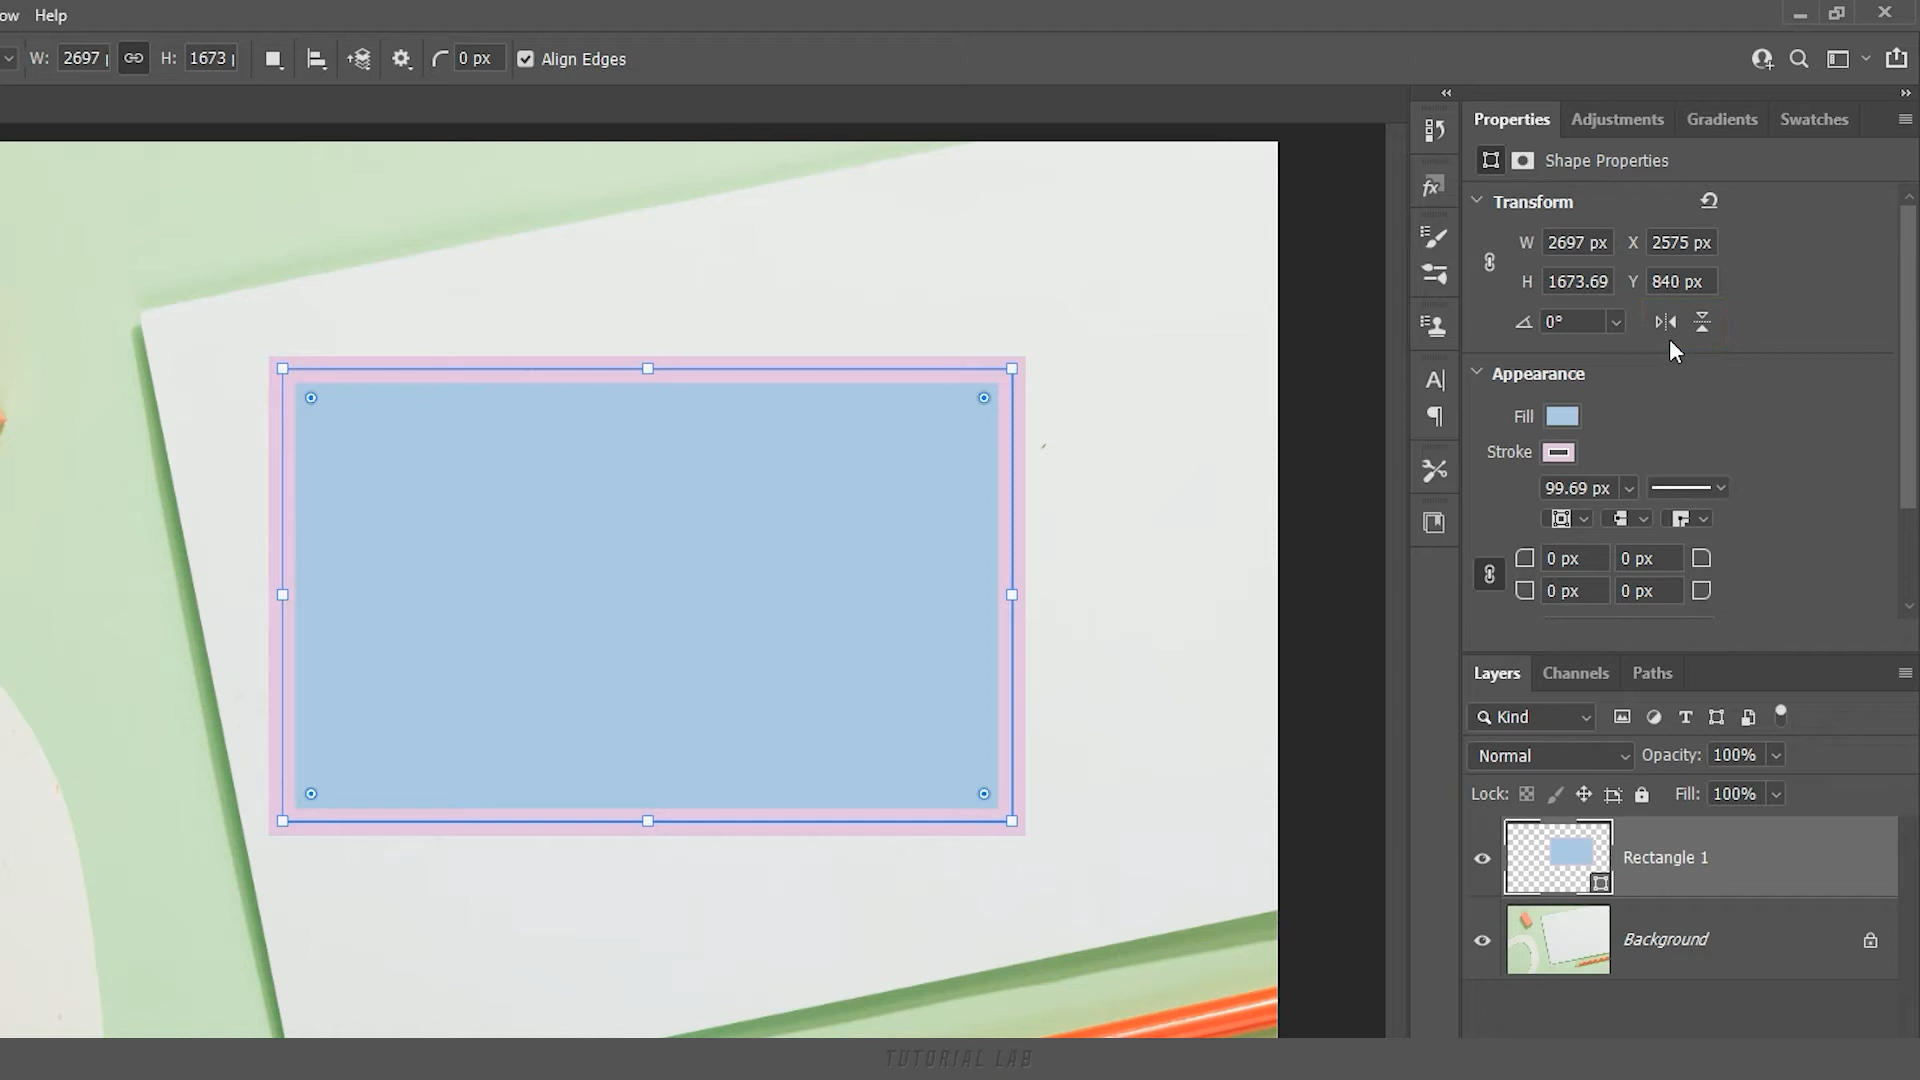 ow Help
W: 2697 H: 1673 0 px Align Edges
Properties Adjustments Gradients Swatches
Shape Properties
Transform
W 2697 px X 2575 px
H 1673.69 Y 840 px
0°
Appearance
Fill
Stroke
99.69 px
0 px 0 px
0 px 0 px
Layers Channels Paths
Kind
Normal Opacity: 100%
Lock: Fill: 100%
Rectangle 1
Background
TUTORIAL LAB